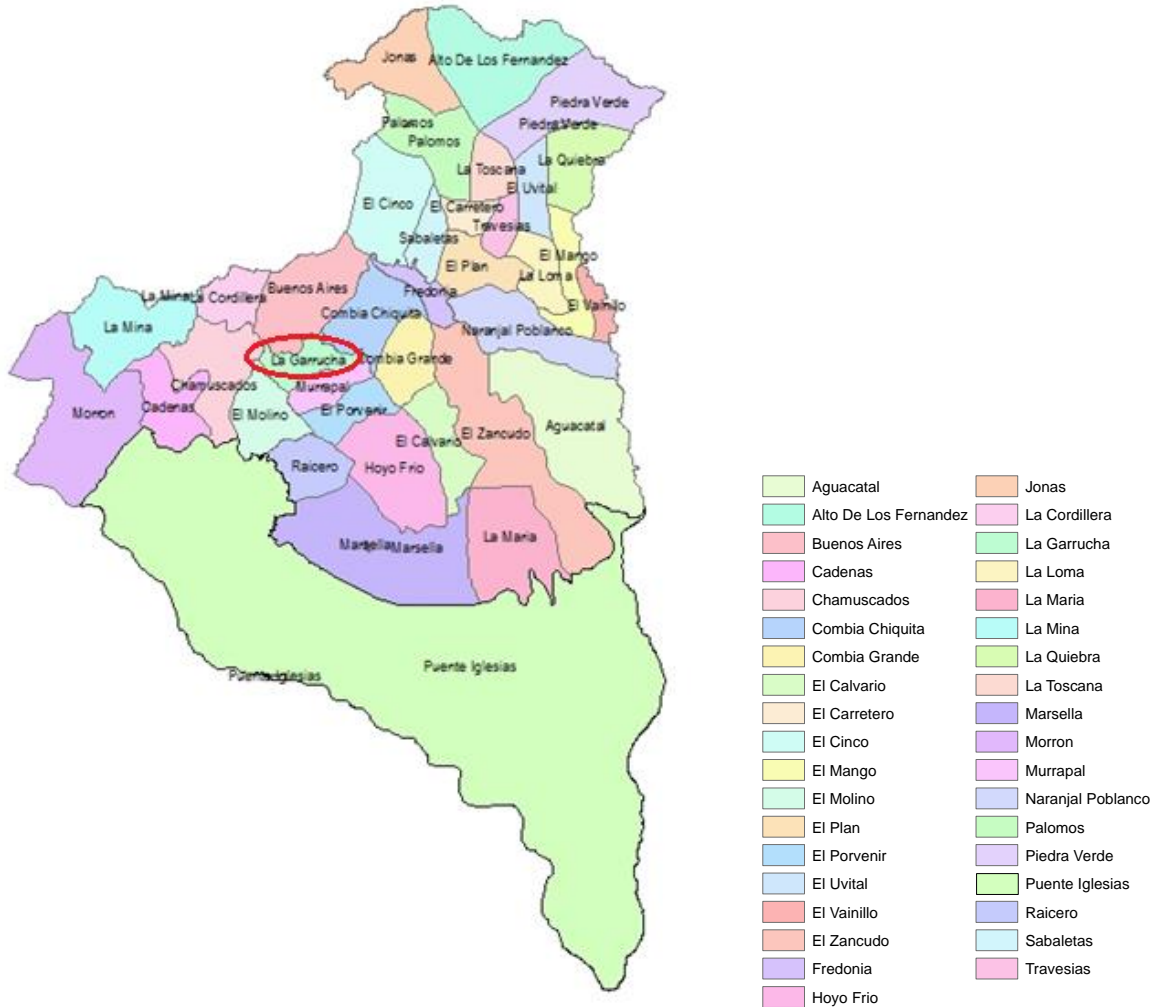 Jonas
Alto De Los Fernandez
Piedra Verde
Piedra Verde
Palomos
Palomos
La Quiebra
La Toscana
El Uvital
El Cinco
El Carretero
Travesias
Sabaletas
El Mango
El Plan
La Loma
Buenos Aires
Fredonia
La Mina
La Cordillera
El Vainillo
Combia Chiquita
La Mina
Naranjal Poblanco
La Garrucha
Combia Grande
Chamuscados
Murrapal
Cadenas
Morron
El Molino
El Porvenir
Aguacatal
El Zancudo
El Calvario
Raicero
Hoyo Frio
La Maria
Marsella
Marsella
Puente Iglesias
Puente Iglesias
Aguacatal
Alto De Los Fernandez
Buenos Aires
Cadenas
Chamuscados
Combia Chiquita
Combia Grande
El Calvario
El Carretero
El Cinco
El Mango
El Molino
El Plan
El Porvenir
El Uvital
El Vainillo
El Zancudo
Fredonia
Hoyo Frio
Jonas
La Cordillera
La Garrucha
La Loma
La Maria
La Mina
La Quiebra
La Toscana
Marsella
Morron
Murrapal
Naranjal Poblanco
Palomos
Piedra Verde
Puente Iglesias
Raicero
Sabaletas
Travesias